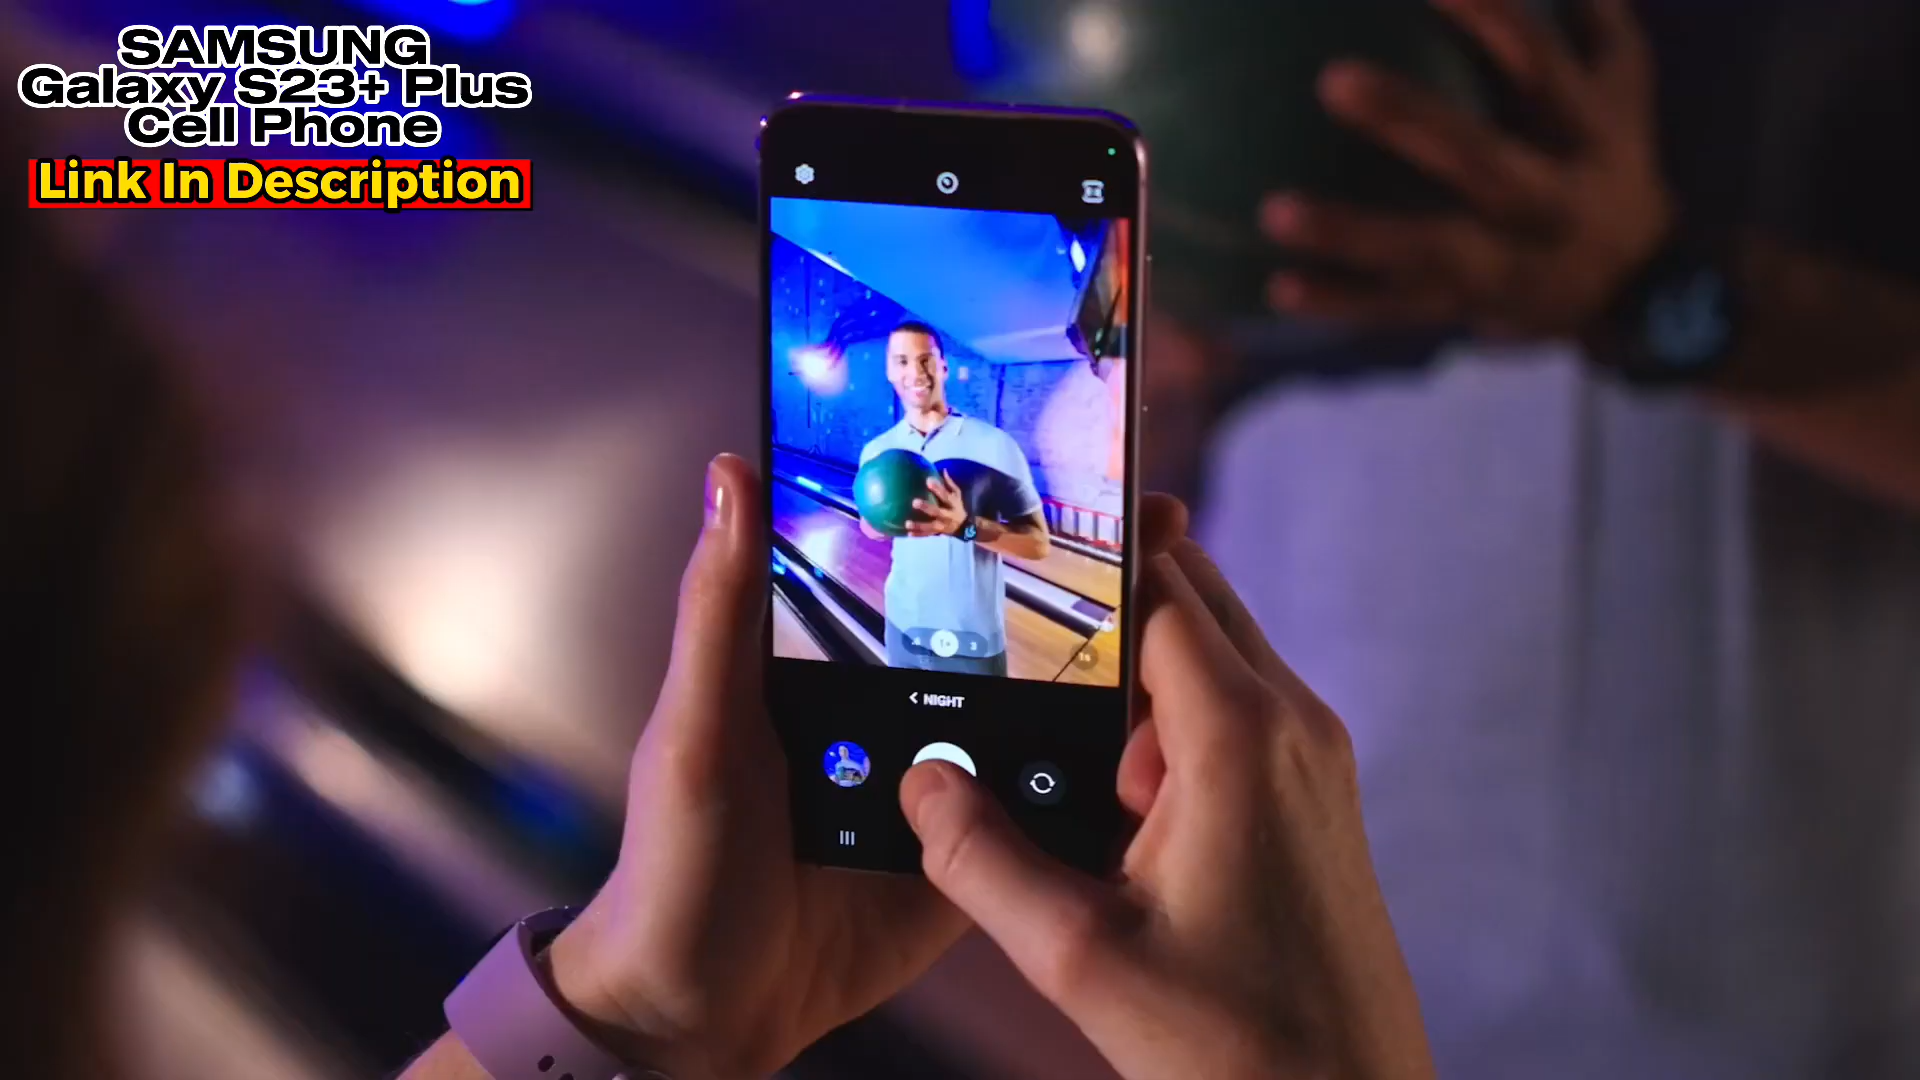 SAMSUNG
Galaxy S23+ Plus
Cell Phone
Link In Description
< NIGHT